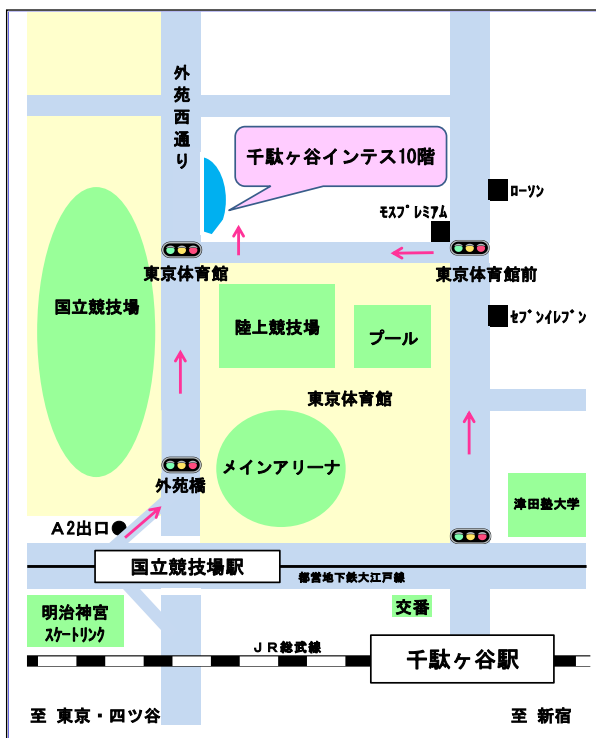 外苑西通り
千駄ヶ谷インテス10階
ﾛｰｿﾝ
ﾓｽﾌﾟﾚﾐｱﾑ
東京体育館
東京体育館前
国立競技場
陸上競技場
プール
ｾﾌﾞﾝｲﾚﾌﾞﾝ
東京体育館
メインアリーナ
外苑橋
津田塾大学
A2出口
国立競技場駅
都営地下鉄大江戸線
明治神宮
ｽｹｰﾄﾘﾝｸ
交番
JR総武線
千駄ヶ谷駅
至 東京・四ツ谷
至 新宿